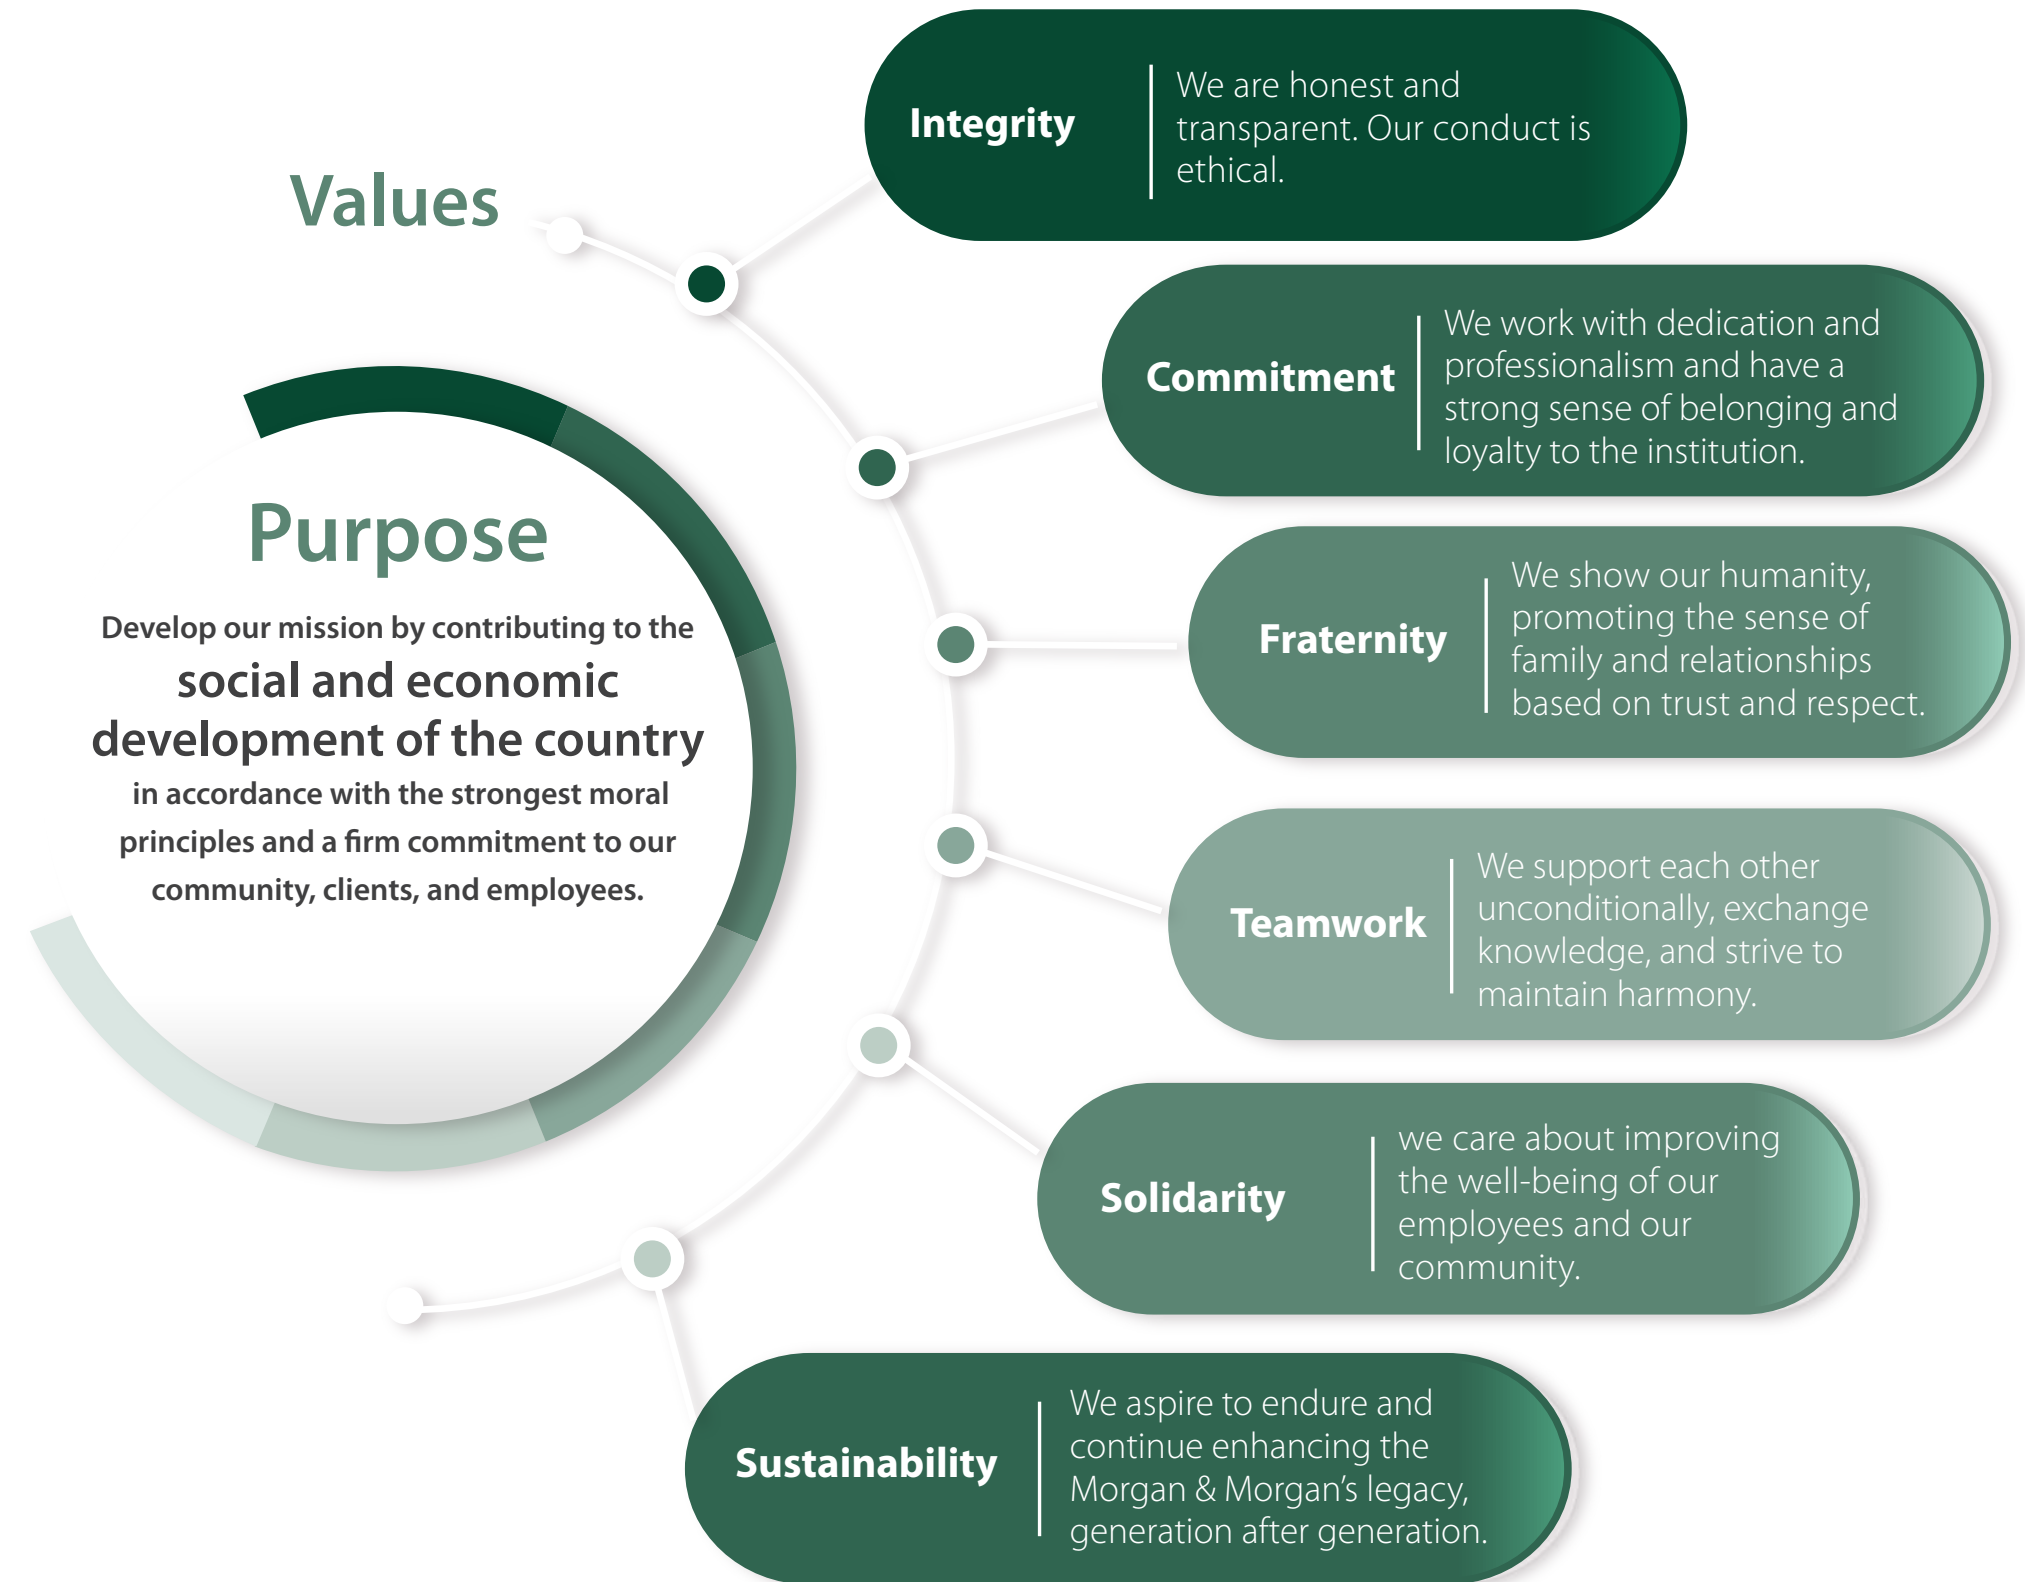 Values
Purpose
Develop our mission by contributing to the
social and economic
development of the country
in accordance with the strongest moral
principles and a firm commitment to our
community, clients, and employees.
Integrity
We are honest and
transparent. Our conduct is
ethical.
Commitment
We work with dedication and
professionalism and have a
strong sense of belonging and
loyalty to the institution.
Fraternity
We show our humanity,
promoting the sense of
family and relationships
based on trust and respect.
Teamwork
We support each other
unconditionally, exchange
knowledge, and strive to
maintain harmony.
Solidarity
we care about improving
the well-being of our
employees and our
community.
Sustainability
We aspire to endure and
continue enhancing the
Morgan & Morgan’s legacy,
generation after generation.